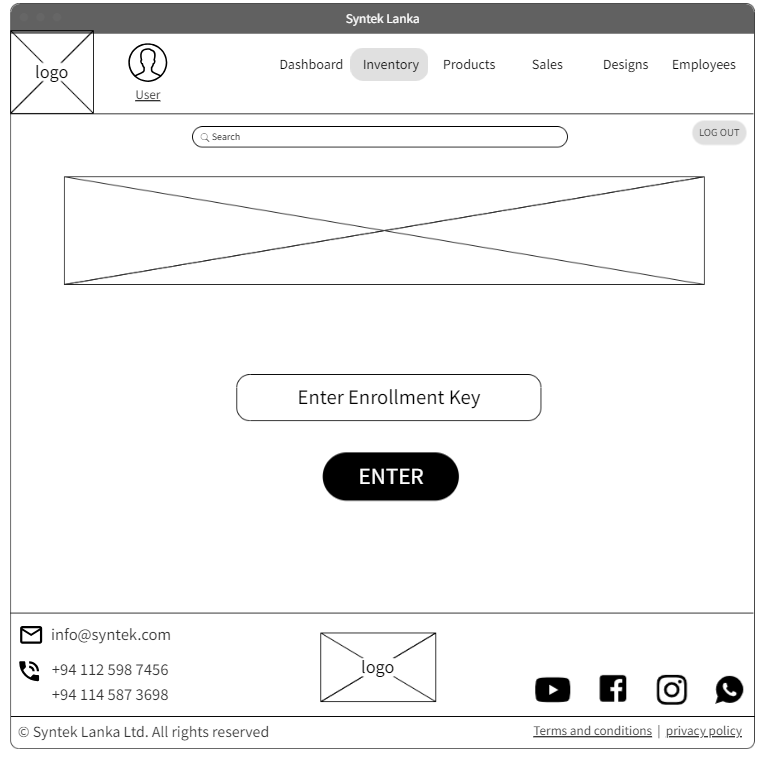 Syntek Lanka
logo
User
Dashboard Inventory Products Sales Designs Employees
Search
LOG OUT
Enter Enrollment Key
ENTER
info@syntek.com
+94 112 598 7456
+94 114 587 3698
logo
© Syntek Lanka Ltd. All rights reserved
Terms and conditions | privacy policy